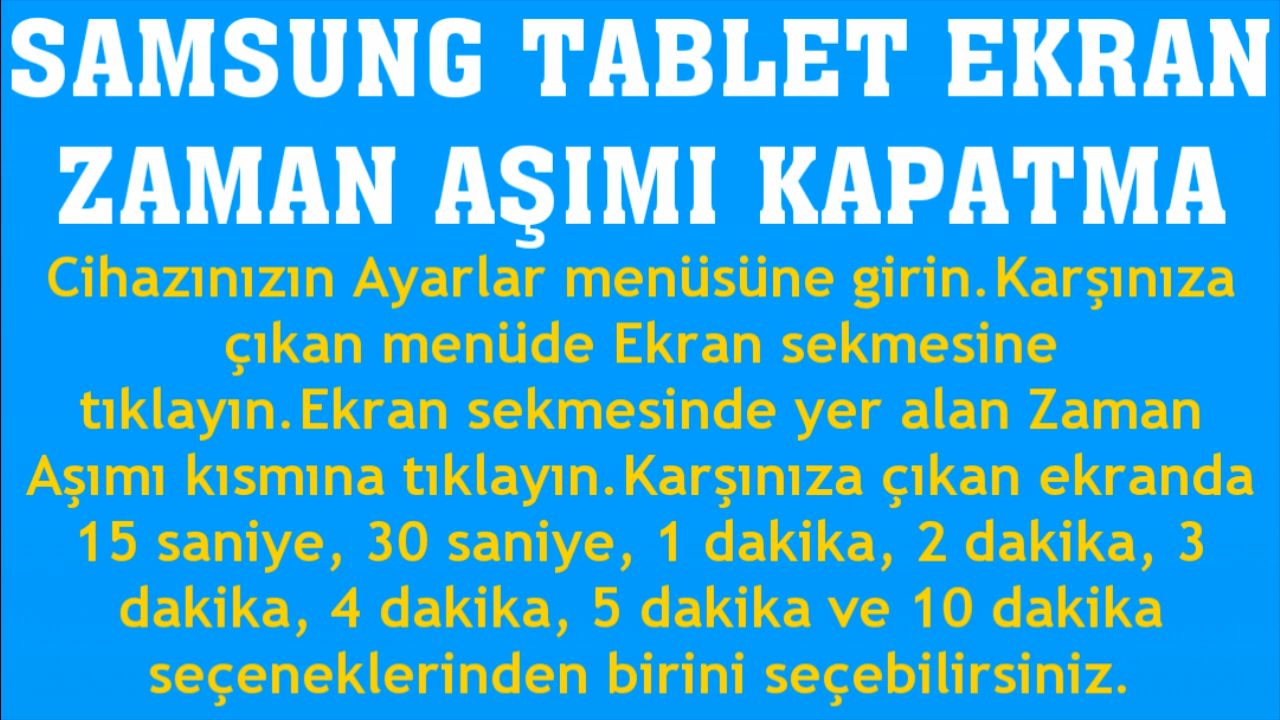 SAMSUNG TABLET EKRAN
ZAMAN AŞIMI KAPATMA
Cihazınızın Ayarlar menüsüne girin.Karşınıza
çıkan menüde Ekran sekmesine
tıklayın.Ekran sekmesinde yer alan Zaman
Aşımı kısmına tıklayın.Karşınıza çıkan ekranda
15 saniye, 30 saniye, 1 dakika, 2 dakika, 3
dakika, 4 dakika, 5 dakika ve 10 dakika
seçeneklerinden birini seçebilirsiniz.